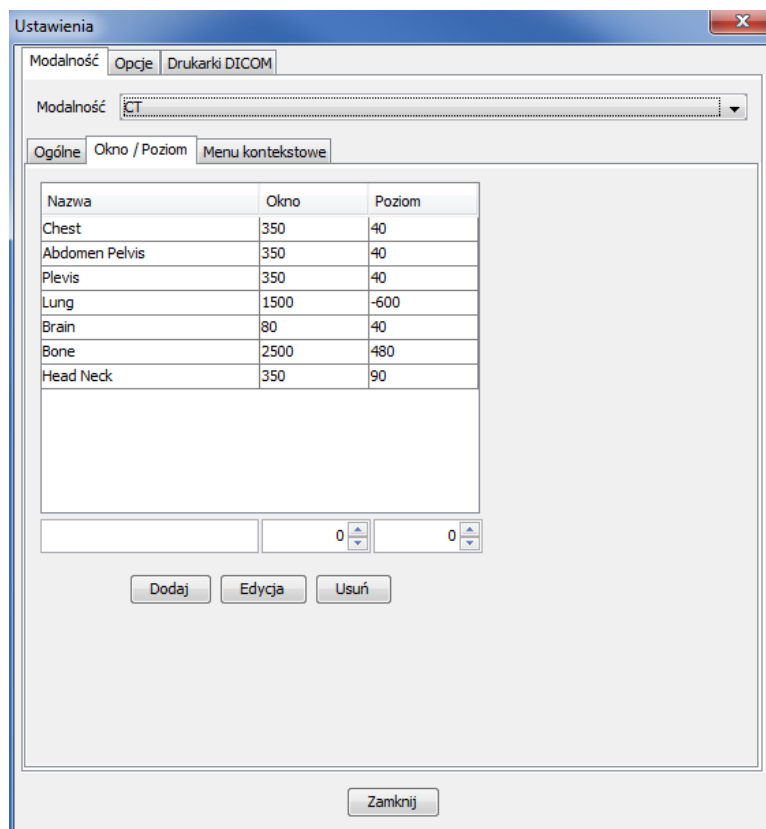 Ustawienia
Modalność Opcje Drukarki DICOM
Modalność CT
Ogólne Okno / Poziom Menu kontekstowe
Nazwa Okno Poziom
Chest 350 40
Abdomen Pelvis 350 40
Plevis 350 40
Lung 1500 -600
Brain 80 40
Bone 2500 480
Head Neck 350 90
0 0
Dodaj Edycja Usuń
Zamknij